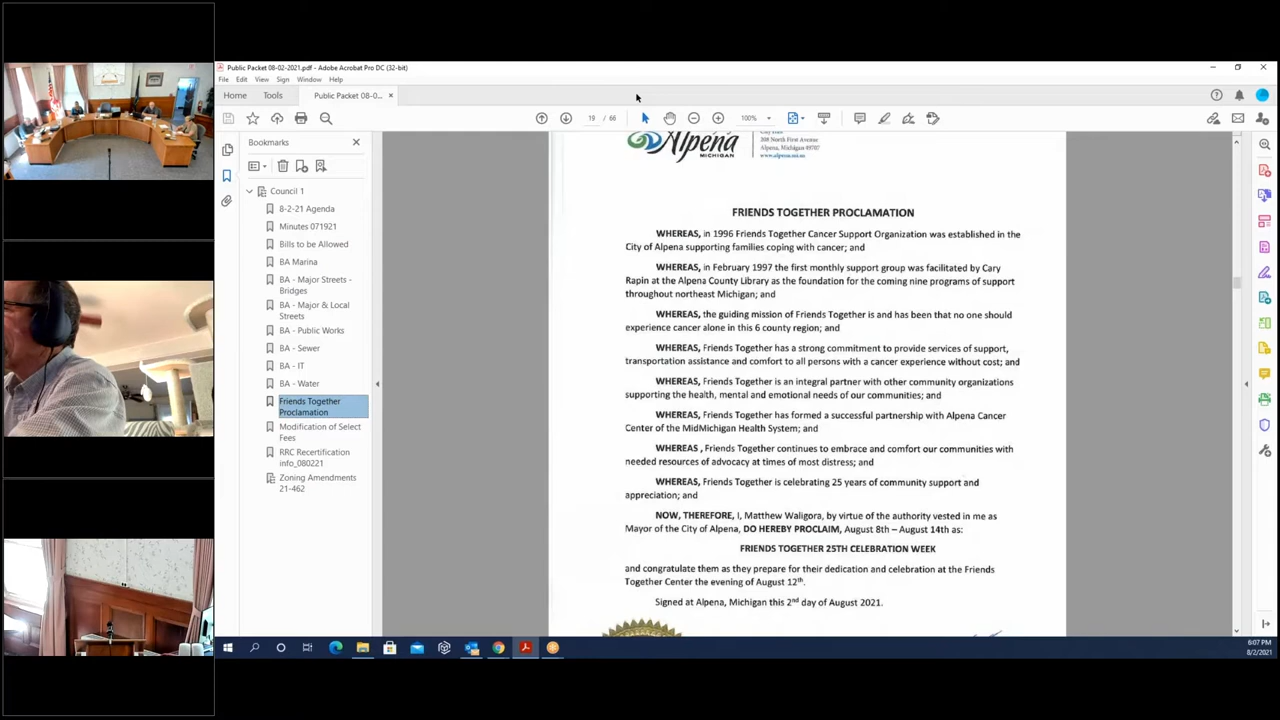 Public Packet 08-02-2021.pdf - Adobe Acrobat Pro DC (32-bit)
File Edit View Sign Window Help
Home Tools Public Packet 08-0... ×
19 / 66 100%
Bookmarks
Council 1
8-2-21 Agenda
Minutes 071921
Bills to be Allowed
BA Marina
BA - Major Streets -
Bridges
BA - Major & Local
Streets
BA - Public Works
BA - Sewer
BA - IT
BA - Water
Friends Together
Proclamation
Modification of Select
Fees
RRC Recertification
info_080221
Zoning Amendments
21-462
Alpena
MICHIGAN
City Hall
208 North First Avenue
Alpena, Michigan 49707
www.alpena.mi.us
FRIENDS TOGETHER PROCLAMATION
WHEREAS, in 1996 Friends Together Cancer Support Organization was established in the
City of Alpena supporting families coping with cancer; and
WHEREAS, in February 1997 the first monthly support group was facilitated by Cary
Rapin at the Alpena County Library as the foundation for the coming nine programs of support
throughout northeast Michigan; and
WHEREAS, the guiding mission of Friends Together is and has been that no one should
experience cancer alone in this 6 county region; and
WHEREAS, Friends Together has a strong commitment to provide services of support,
transportation assistance and comfort to all persons with a cancer experience without cost; and
WHEREAS, Friends Together is an integral partner with other community organizations
supporting the health, mental and emotional needs of our communities; and
WHEREAS, Friends Together has formed a successful partnership with Alpena Cancer
Center of the MidMichigan Health System; and
WHEREAS , Friends Together continues to embrace and comfort our communities with
needed resources of advocacy at times of most distress; and
WHEREAS, Friends Together is celebrating 25 years of community support and
appreciation; and
NOW, THEREFORE, I, Matthew Waligora, by virtue of the authority vested in me as
Mayor of the City of Alpena, DO HEREBY PROCLAIM, August 8th – August 14th as:
FRIENDS TOGETHER 25TH CELEBRATION WEEK
and congratulate them as they prepare for their dedication and celebration at the Friends
Together Center the evening of August 12th.
Signed at Alpena, Michigan this 2nd day of August 2021.
6:07 PM
8/2/2021